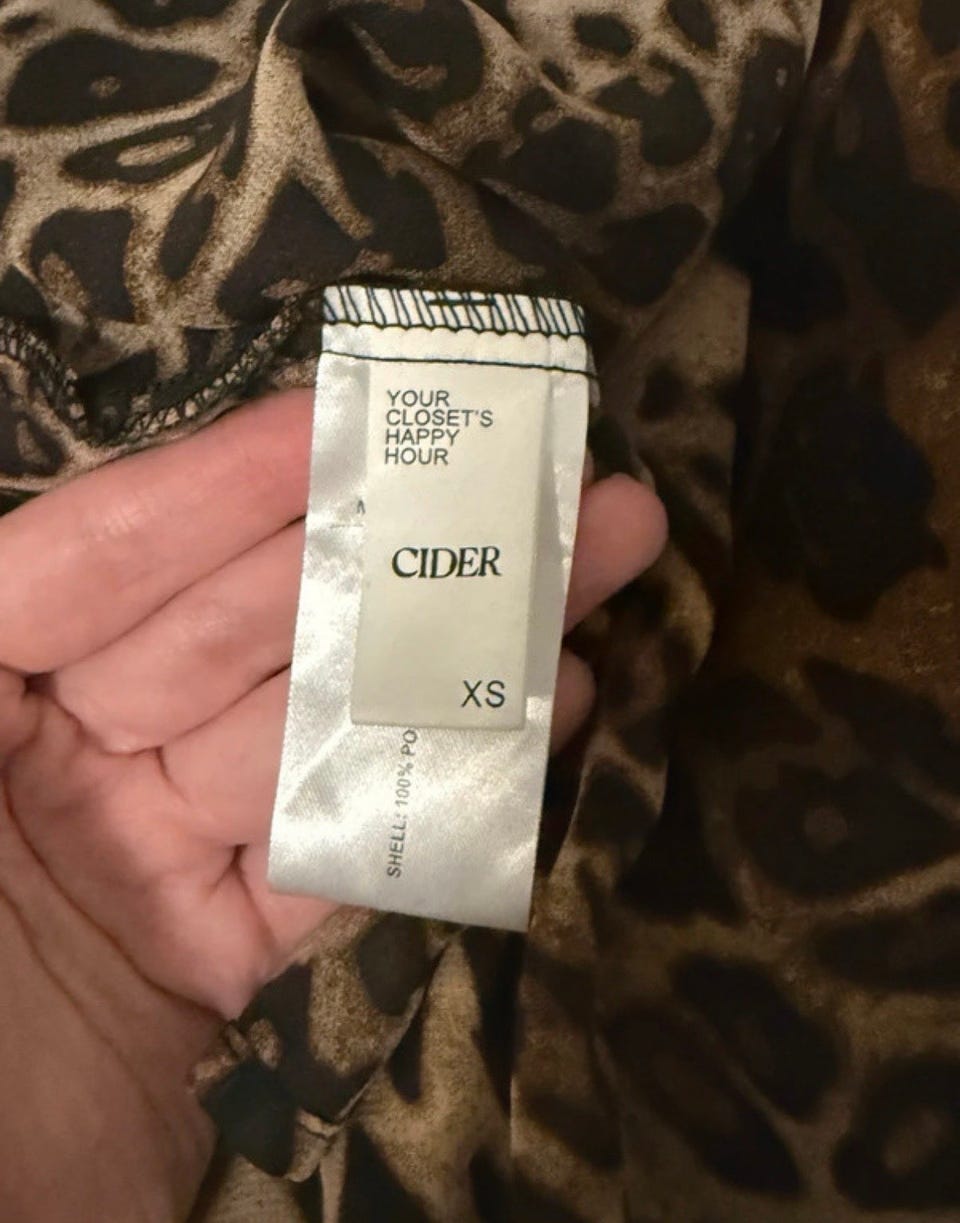 YOUR
CLOSET'S
HAPPY
HOUR
CIDER
XS
SHELL: 100% PO